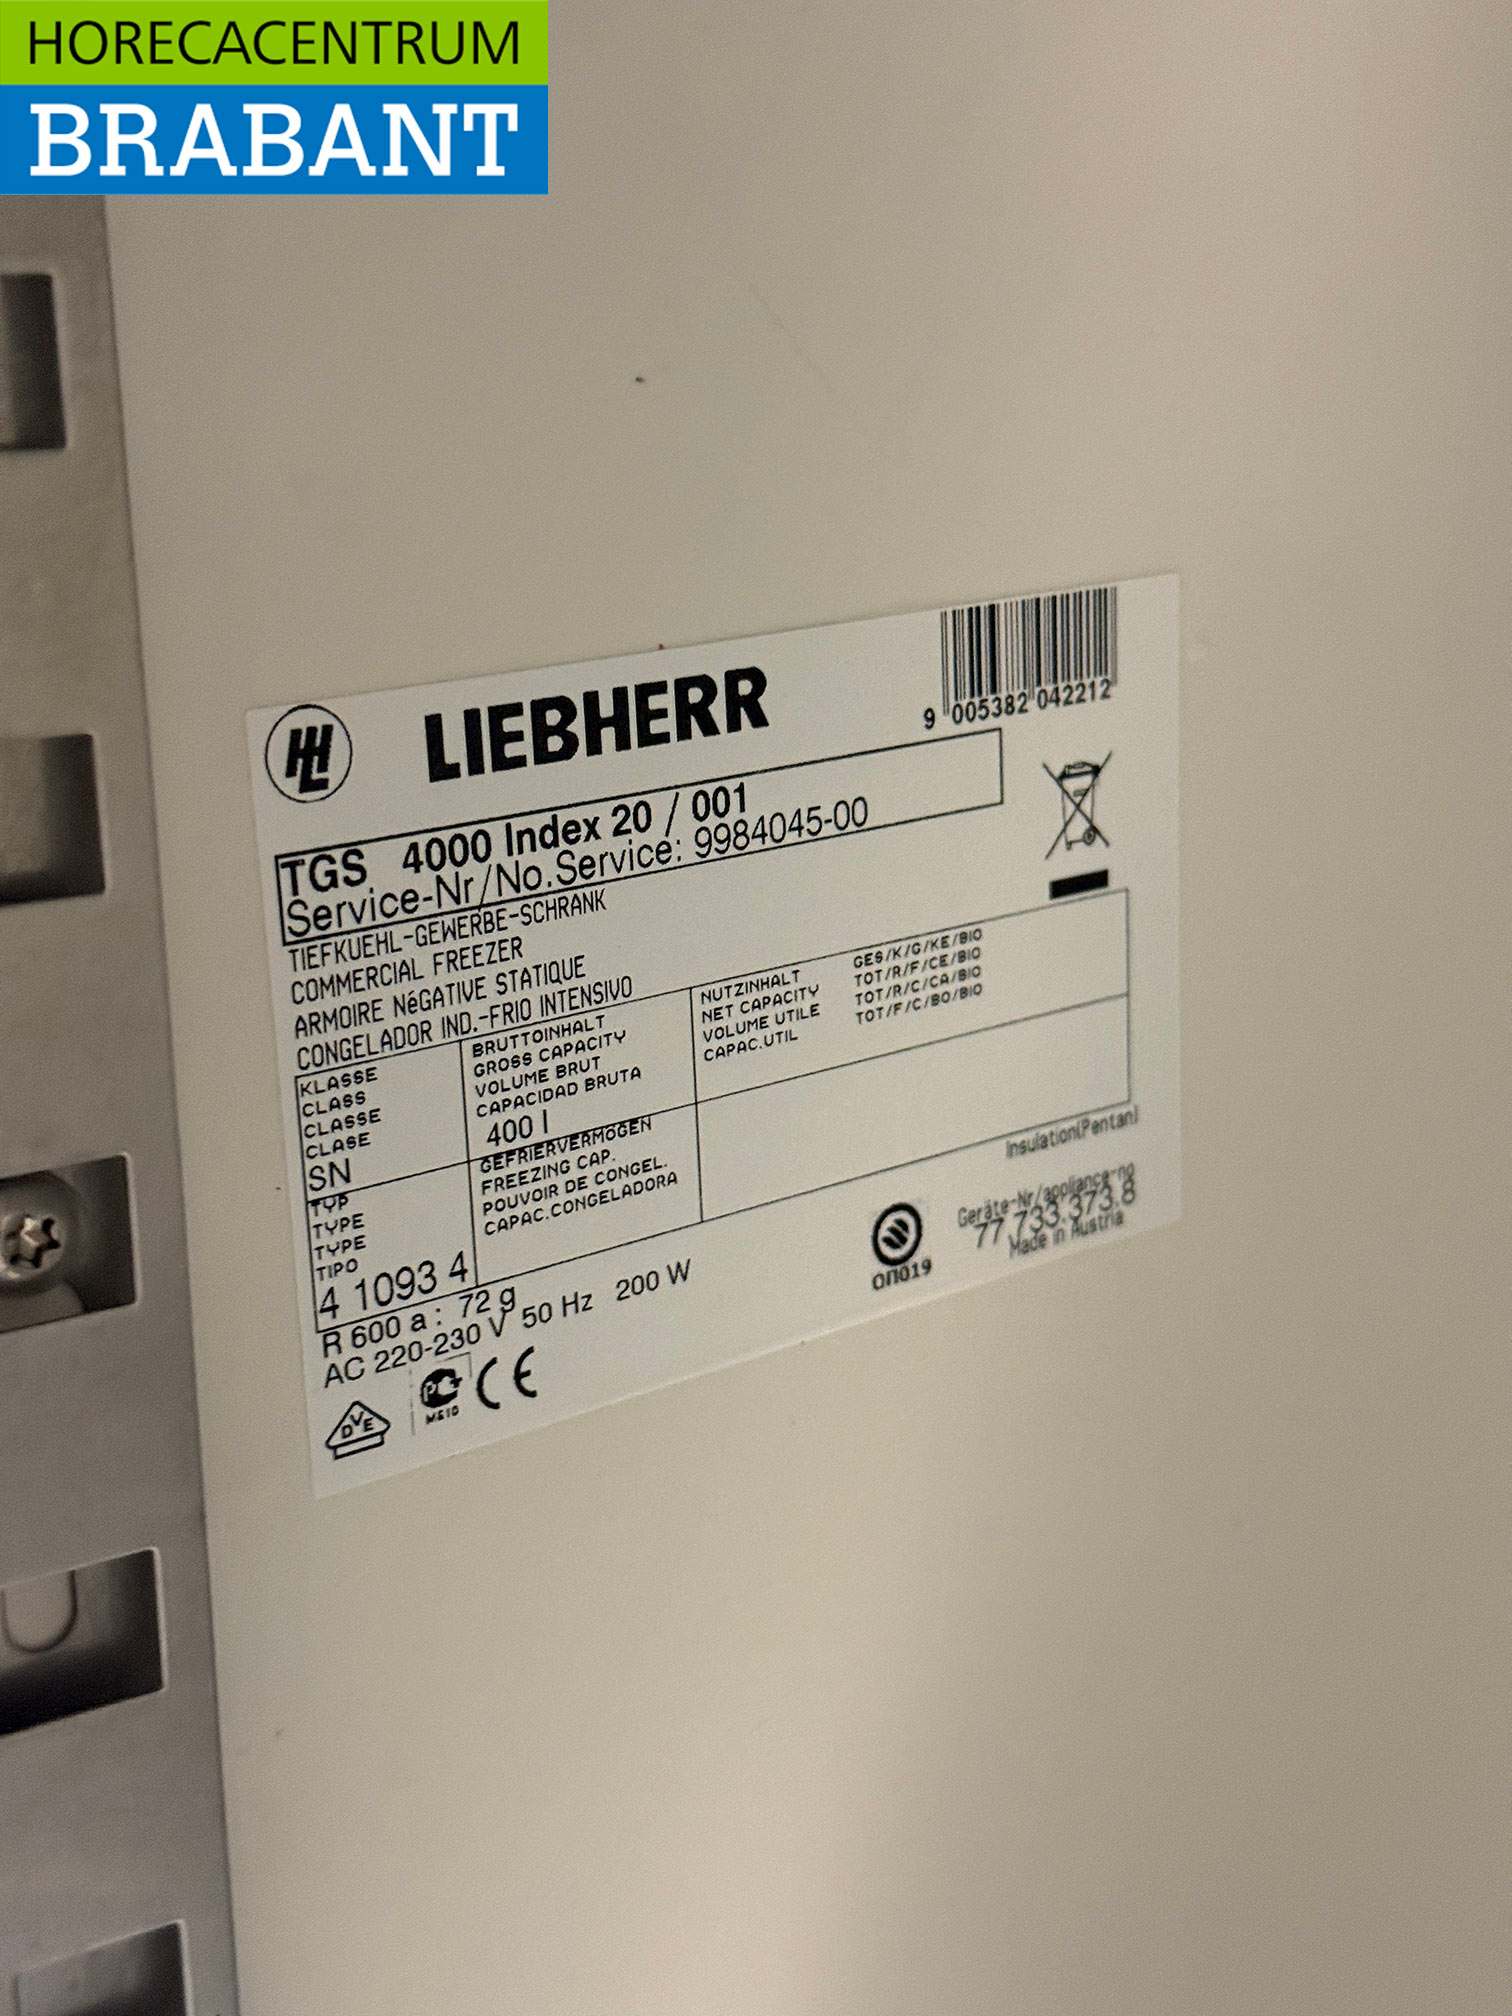 HORECACENTRUM
BRABANT
LIEBHERR
9 005382 042212
TGS 4000 Index 20 / 001
Service-Nr/No.Service: 9984045-00
TIEFKUEHL-GEWERBE-SCHRANK
COMMERCIAL FREEZER
ARMOIRE NéGATIVE STATIQUE
CONGELADOR IND.-FRIO INTENSIVO
KLASSE
CLASS
CLASSE
CLASE
SN
BRUTTOINHALT
GROSS CAPACITY
VOLUME BRUT
CAPACIDAD BRUTA
400 l
NUTZINHALT
NET CAPACITY
VOLUME UTILE
CAPAC.UTIL
GES/K/G/KE/BIO
TOT/R/F/CE/BIO
TOT/R/C/CA/BIO
TOT/F/C/BO/BIO
TYP
TYPE
TYPE
TIPO
4 1093 4
GEFRIERVERMöGEN
FREEZING CAP.
POUVOIR DE CONGEL.
CAPAC.CONGELADORA
Insulation(Pentan)
R 600 a: 72 g
AC 220-230 V 50 Hz 200 W
Geräte-Nr/appliance-no
77.733.373.8
Made in Austria
ОП019
DVE
РС
МЕ10
CE